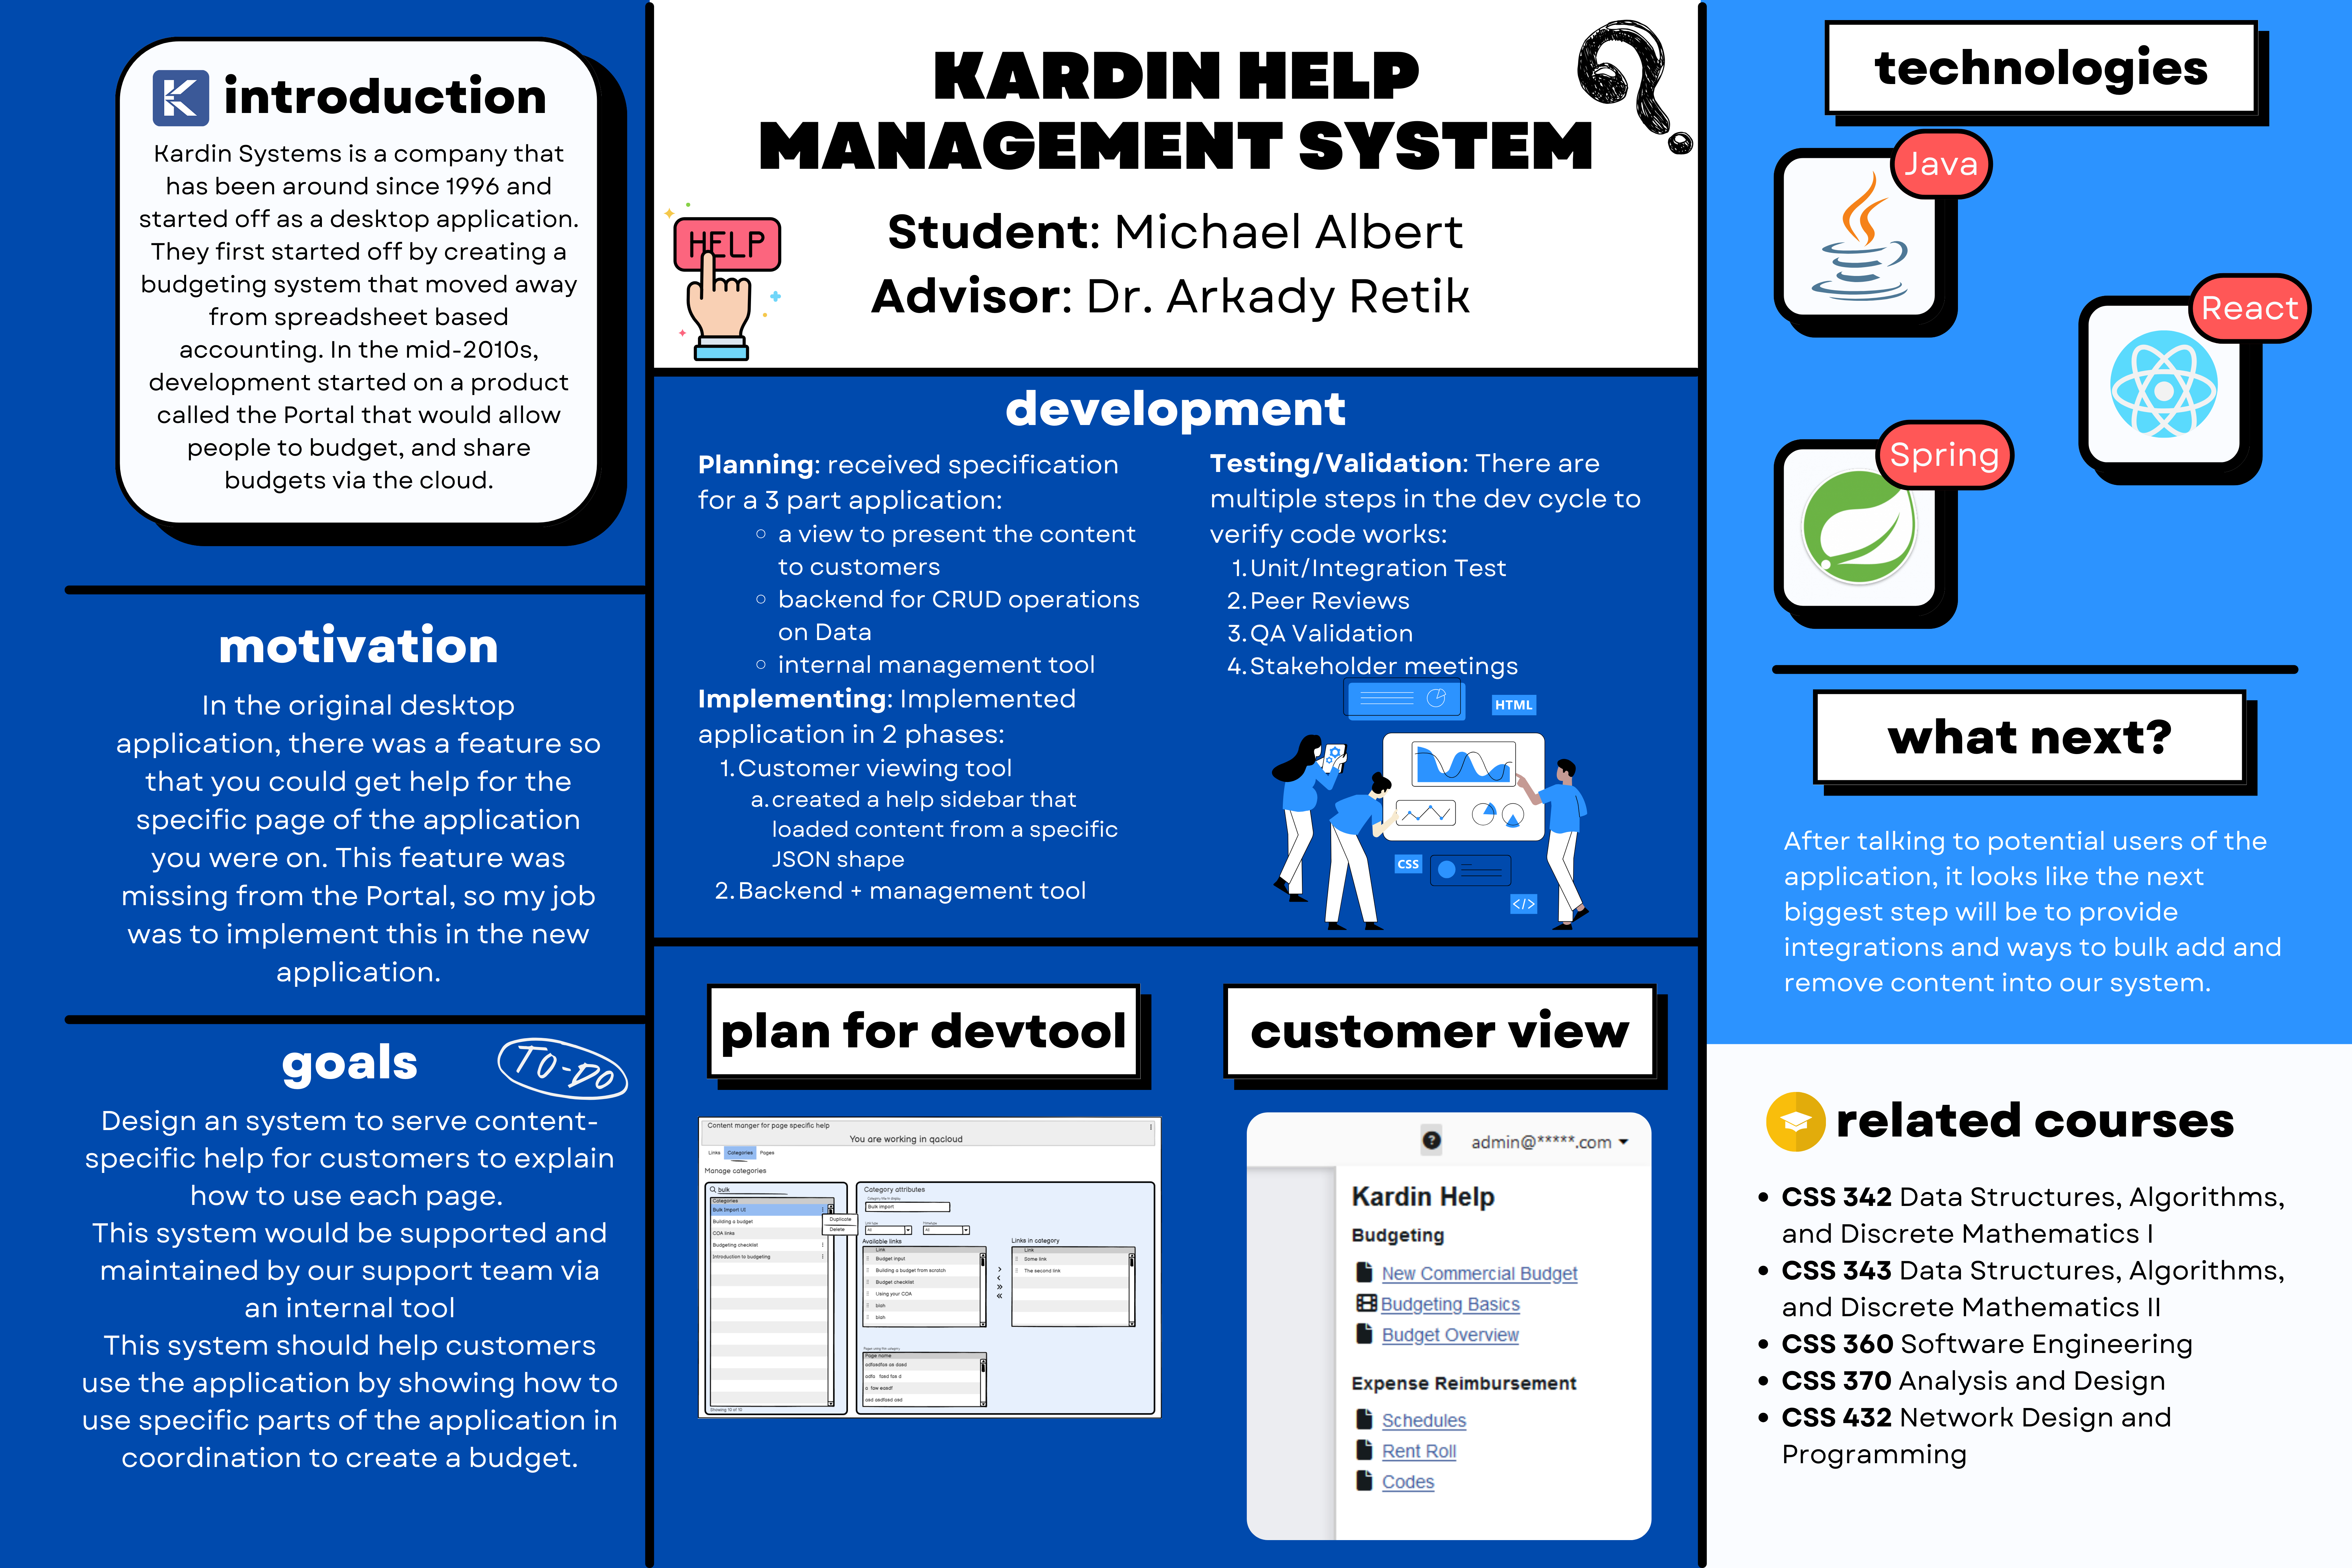 introduction
Kardin Systems is a company that
has been around since 1996 and
started off as a desktop application.
They first started off by creating a
budgeting system that moved away
from spreadsheet based
accounting. In the mid-2010s,
development started on a product
called the Portal that would allow
people to budget, and share
budgets via the cloud.
motivation
In the original desktop
application, there was a feature so
that you could get help for the
specific page of the application
you were on. This feature was
missing from the Portal, so my job
was to implement this in the new
application.
goals
TO-DO
Design an system to serve content-
specific help for customers to explain
how to use each page.
This system would be supported and
maintained by our support team via
an internal tool
This system should help customers
use the application by showing how to
use specific parts of the application in
coordination to create a budget.
KARDIN HELP
MANAGEMENT SYSTEM
HELP
Student: Michael Albert
Advisor: Dr. Arkady Retik
development
Planning: received specification
for a 3 part application:
a view to present the content
to customers
backend for CRUD operations
on Data
internal management tool
Implementing: Implemented
application in 2 phases:
1. Customer viewing tool
a. created a help sidebar that
loaded content from a specific
JSON shape
2. Backend + management tool
Testing/Validation: There are
multiple steps in the dev cycle to
verify code works:
1. Unit/Integration Test
2. Peer Reviews
3. QA Validation
4. Stakeholder meetings
HTML
CSS
</>
plan for devtool
Content manger for page specific help
You are working in qacloud
Links Categories Pages
Manage categories
bulk
Categories
Bulk Import LE
Building a budget
COA links
Budgeting checklist
Introduction to budgeting
Showing 10 of 10
Duplicate
Delete
Category attributes
Bulk import
All
All
Available links
Link
Budget input
Building a budget from scratch
Budget checklist
Using your COA
blah
blah
Links in category
Link
Some link
The second link
Page name
customer view
admin@*****.com
Kardin Help
Budgeting
New Commercial Budget
Budgeting Basics
Budget Overview
Expense Reimbursement
Schedules
Rent Roll
Codes
technologies
Java
React
Spring
what next?
After talking to potential users of the
application, it looks like the next
biggest step will be to provide
integrations and ways to bulk add and
remove content into our system.
related courses
CSS 342 Data Structures, Algorithms,
and Discrete Mathematics I
CSS 343 Data Structures, Algorithms,
and Discrete Mathematics II
CSS 360 Software Engineering
CSS 370 Analysis and Design
CSS 432 Network Design and
Programming